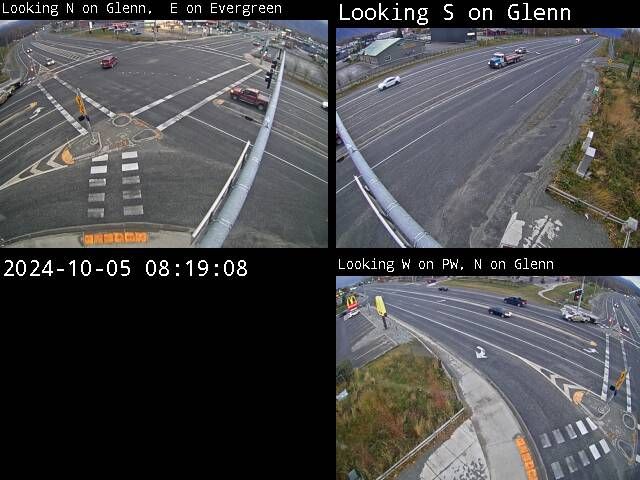 Looking N on Glenn,  E on Evergreen
Looking S on Glenn
2024-10-05 08:19:08
Looking W on PW, N on Glenn